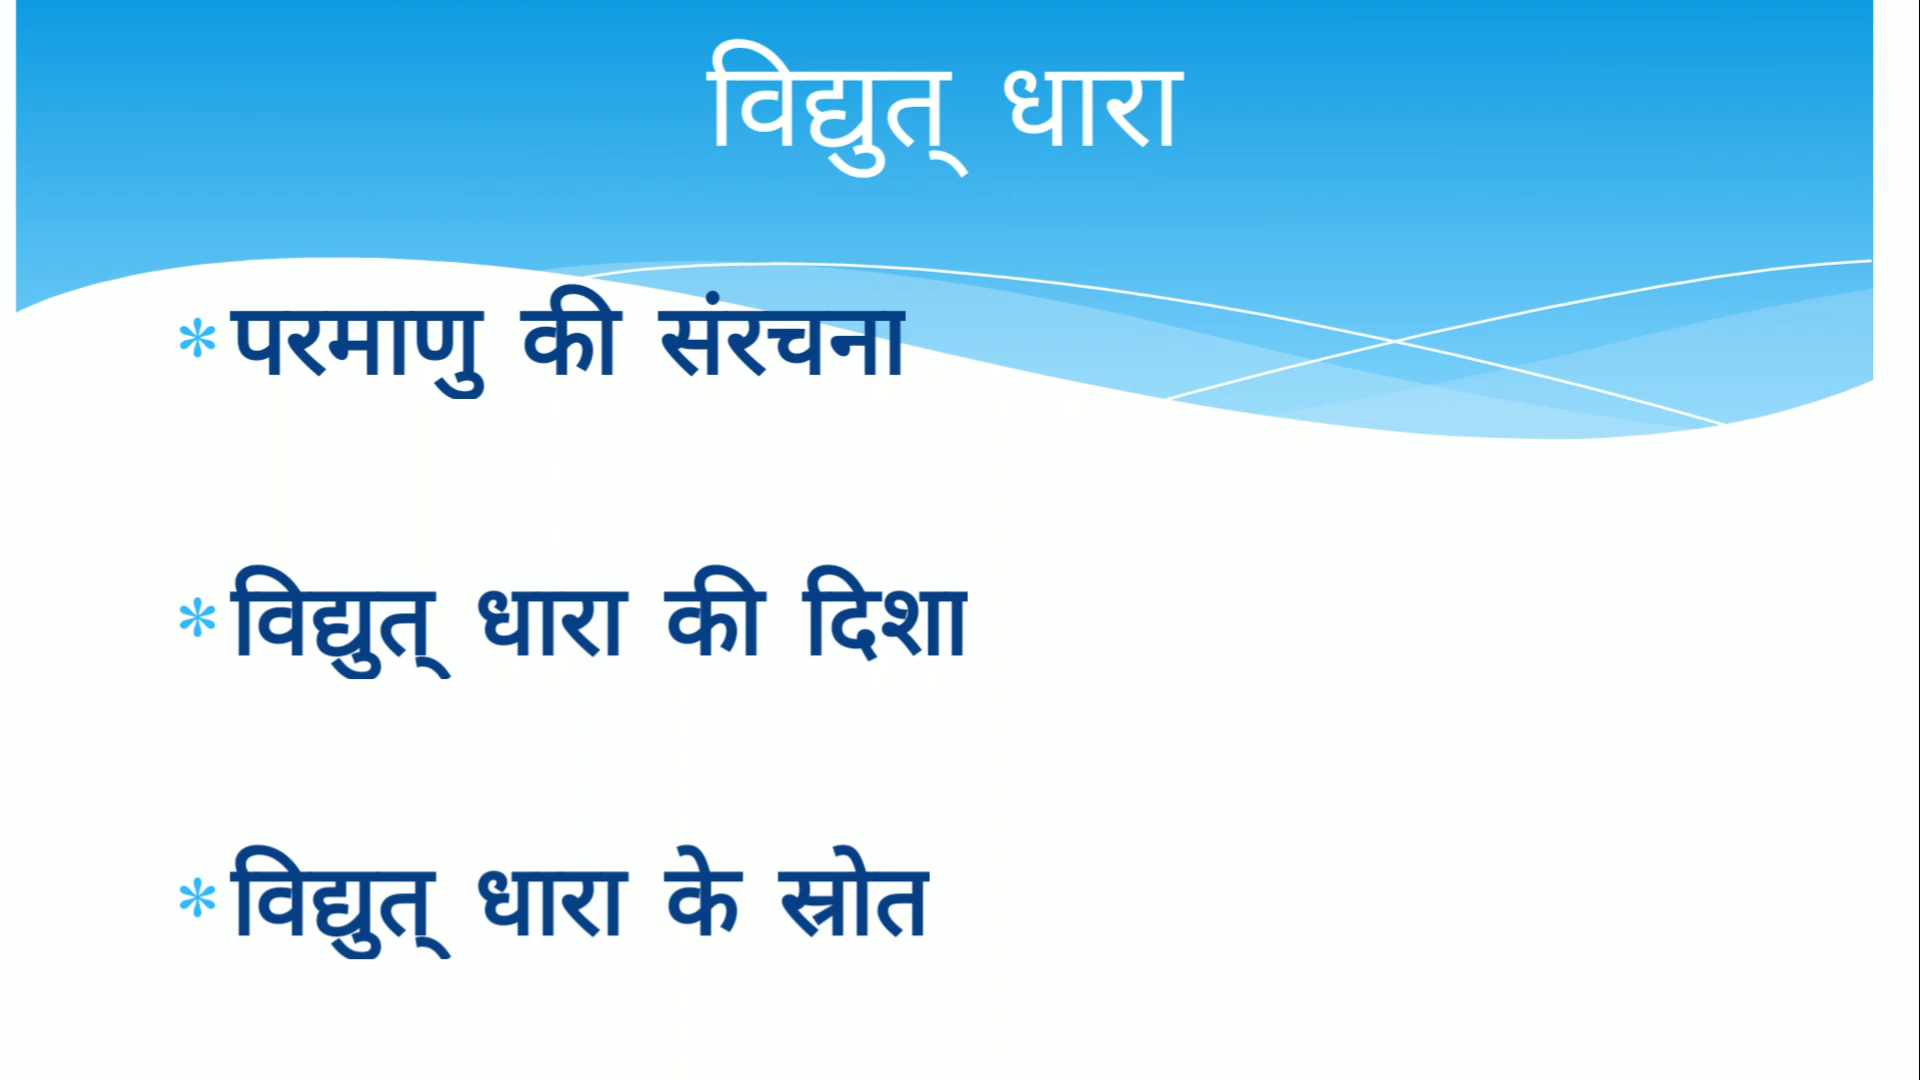 विद्युत् धारा
* परमाणु की संरचना
* विद्युत् धारा की दिशा
* विद्युत् धारा के स्रोत